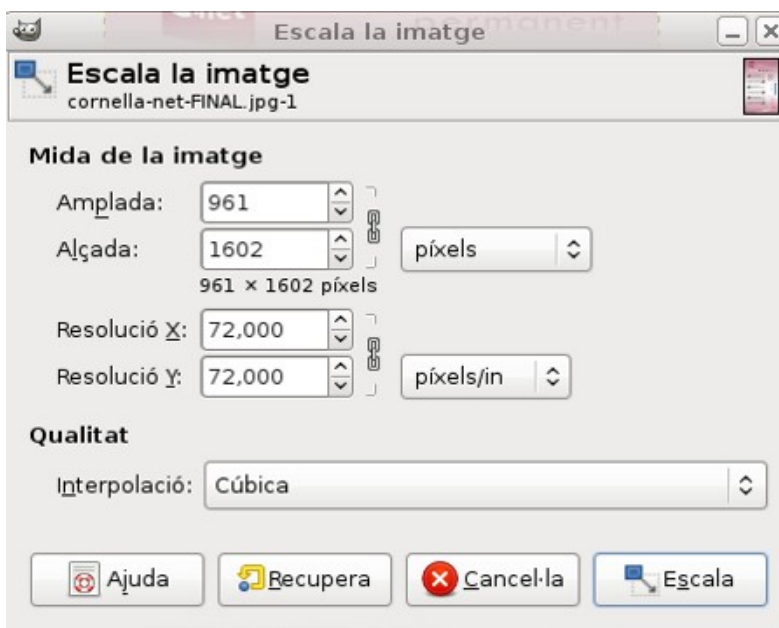 net permanent
Escala la imatge
Escala la imatge
cornella-net-FINAL.jpg-1
Mida de la imatge
Amplada: 961
Alçada: 1602 píxels
961 × 1602 píxels
Resolució X: 72,000
Resolució Y: 72,000 píxels/in
Qualitat
Interpolació: Cúbica
Ajuda Recupera Cancel·la Escala